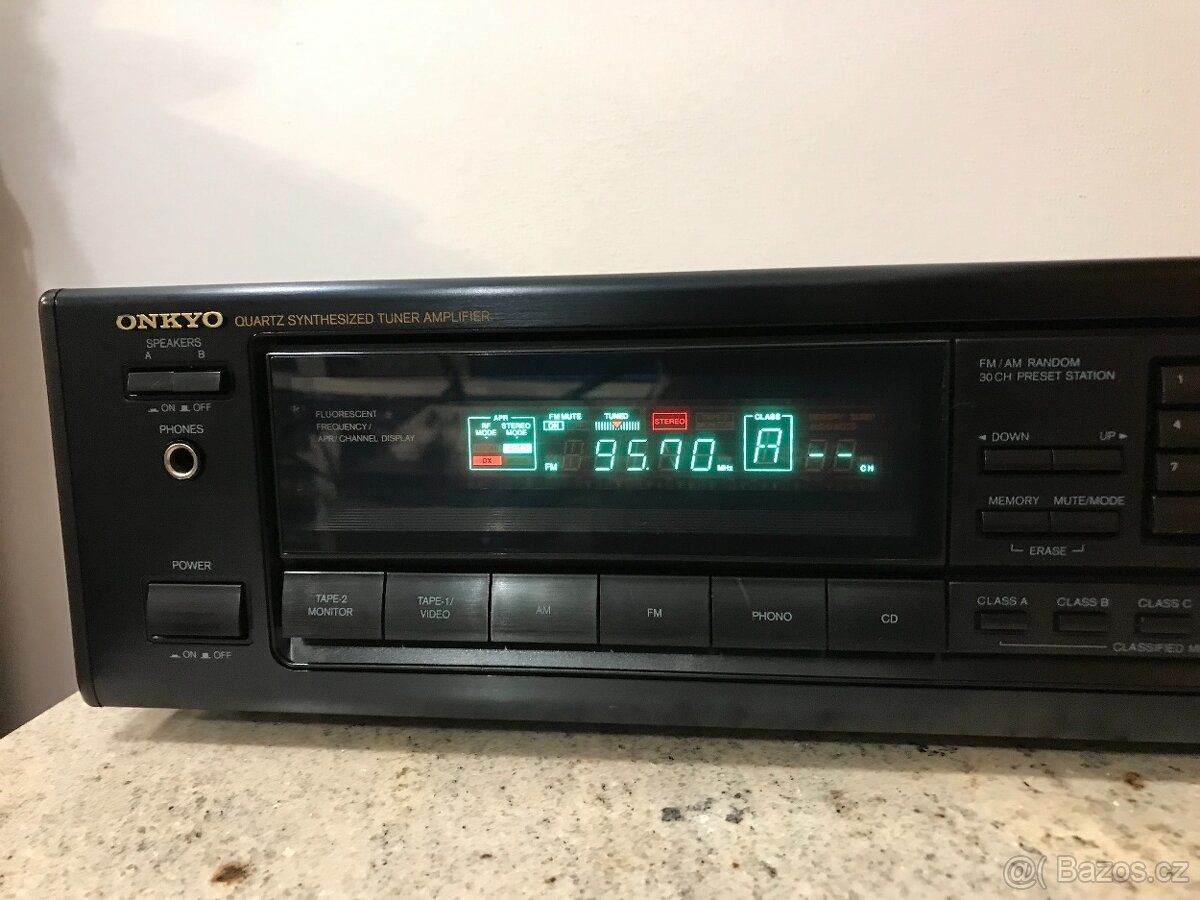 ONKYO QUARTZ SYNTHESIZED TUNER AMPLIFIER
SPEAKERS
A B
ON OFF
PHONES
POWER
ON OFF
FLUORESCENT
FREQUENCY/
APR/CHANNEL DISPLAY
APR
RF MODE
STEREO MODE
DX
FM MUTE
ON
TUNED
STEREO
CLASS
FM 95.70 MHz A -- CH
FM/AM RANDOM
30CH PRESET STATION
DOWN UP
MEMORY MUTE/MODE
ERASE
1
4
7
TAPE-2
MONITOR
TAPE-1/
VIDEO
AM
FM
PHONO
CD
CLASS A CLASS B CLASS C
CLASSIFIED
@( Bazos.cz